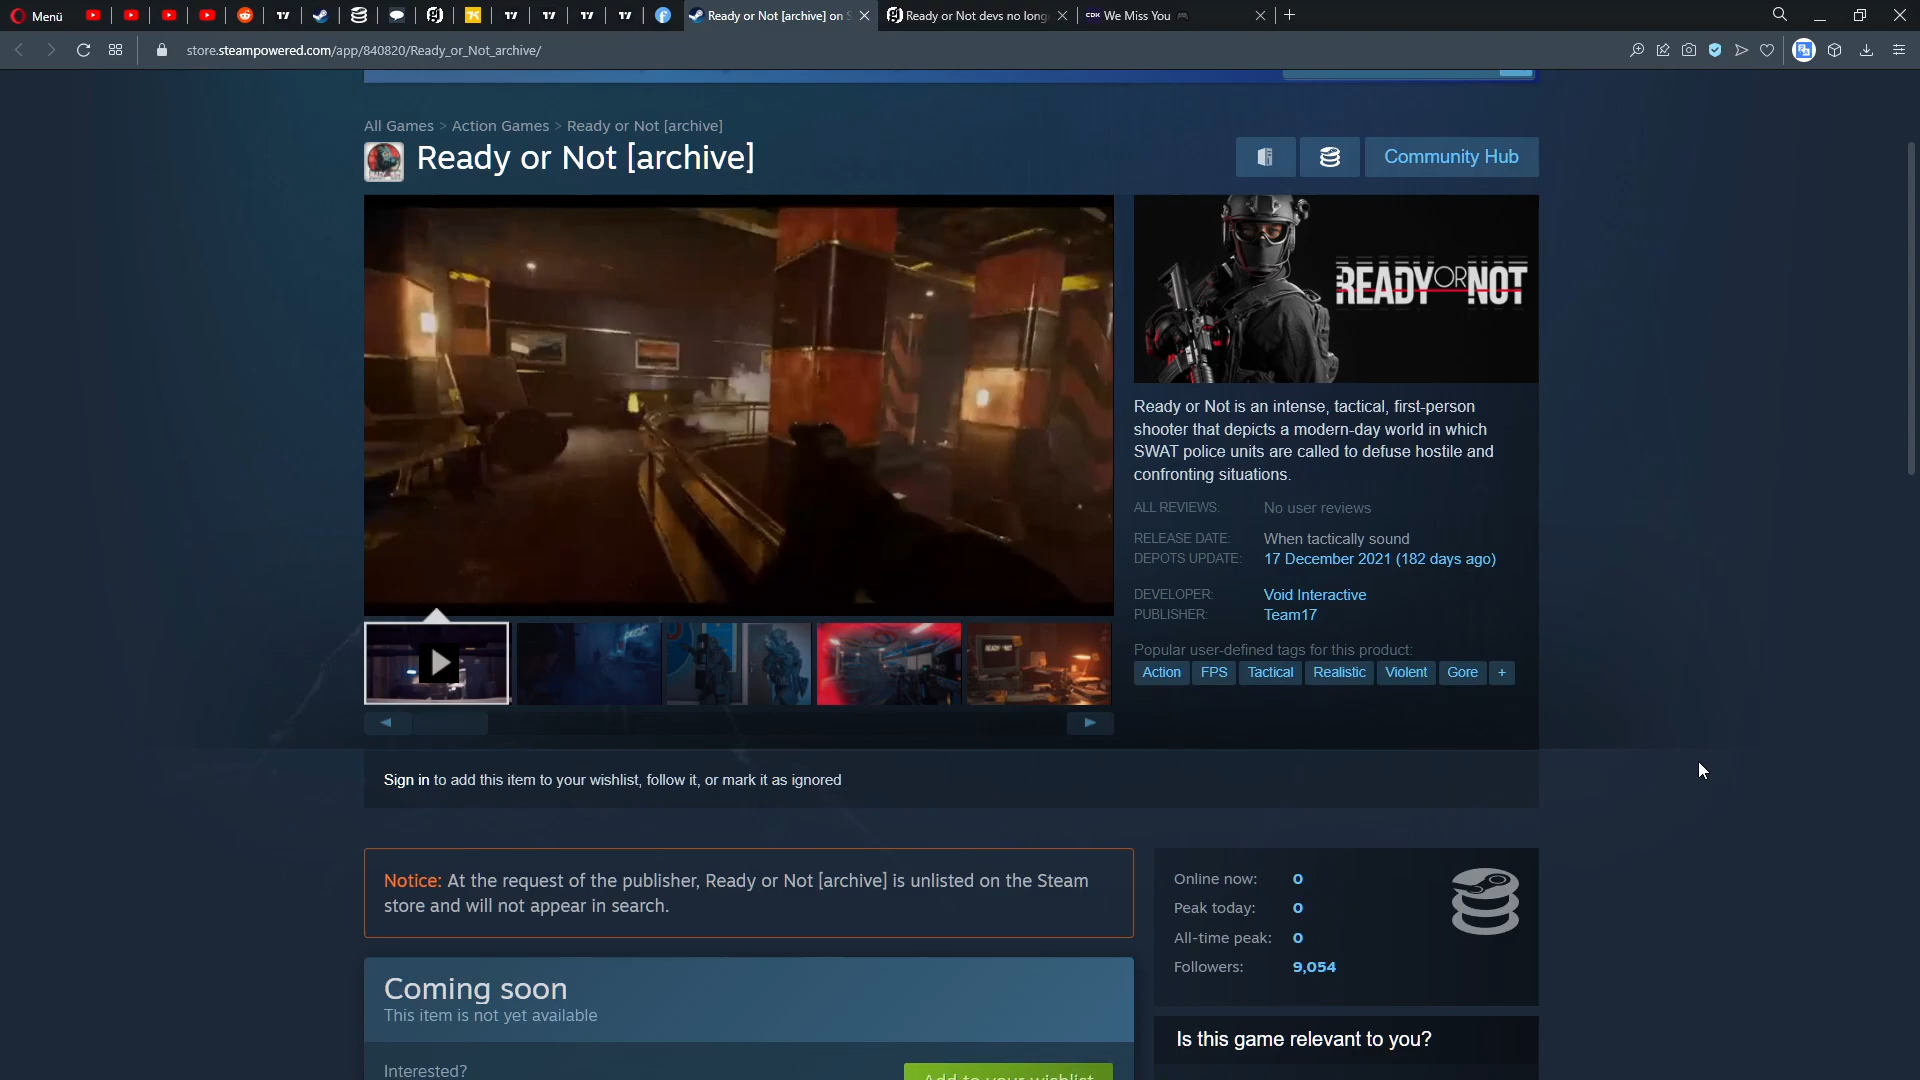 Menü
Ready or Not [archive] on S
Ready or Not devs no long
CDK We Miss You
store.steampowered.com/app/840820/Ready_or_Not_archive/
All Games > Action Games > Ready or Not [archive]
Ready or Not [archive]
Community Hub
READY OR NOT
Ready or Not is an intense, tactical, first-person
shooter that depicts a modern-day world in which
SWAT police units are called to defuse hostile and
confronting situations.
ALL REVIEWS: No user reviews
RELEASE DATE: When tactically sound
DEPOTS UPDATE: 17 December 2021 (182 days ago)
DEVELOPER: Void Interactive
PUBLISHER: Team17
Popular user-defined tags for this product:
Action FPS Tactical Realistic Violent Gore +
Sign in to add this item to your wishlist, follow it, or mark it as ignored
Notice: At the request of the publisher, Ready or Not [archive] is unlisted on the Steam
store and will not appear in search.
Online now: 0
Peak today: 0
All-time peak: 0
Followers: 9,054
Coming soon
This item is not yet available
Interested?
Add to your wishlist
Is this game relevant to you?